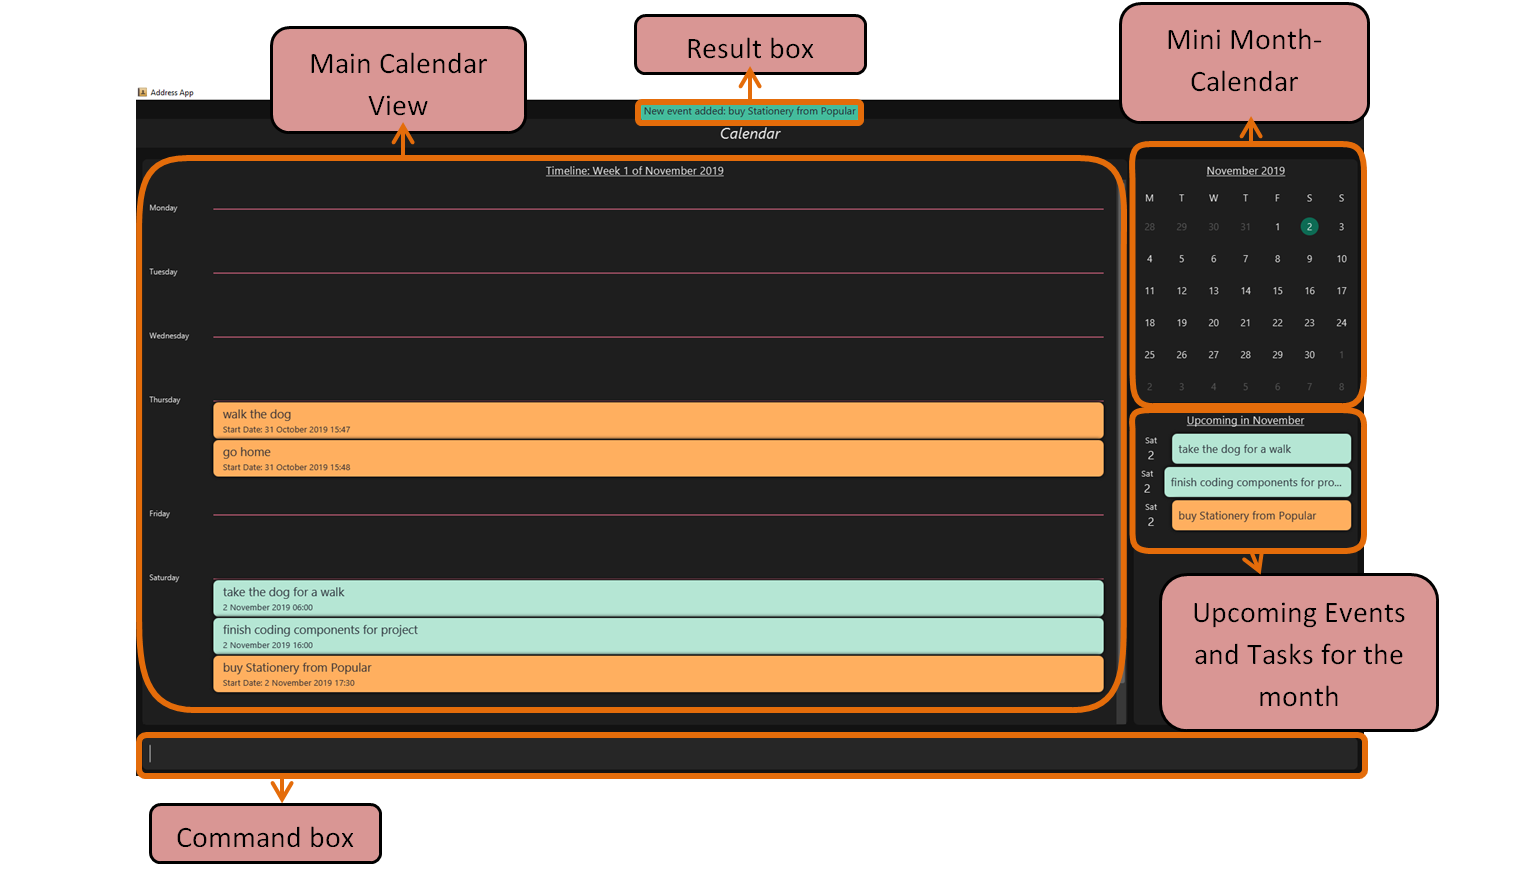 Main Calendar
View
Result box
Mini Month-
Calendar
Address App
New event added: buy Stationery from Popular
Calendar
Timeline: Week 1 of November 2019
Monday
Tuesday
Wednesday
Thursday
walk the dog
Start Date: 31 October 2019 15:47
go home
Start Date: 31 October 2019 15:48
Friday
Saturday
take the dog for a walk
2 November 2019 06:00
finish coding components for project
2 November 2019 16:00
buy Stationery from Popular
Start Date: 2 November 2019 17:30
November 2019
M T W T F S S
28 29 30 31 1 2 3
4 5 6 7 8 9 10
11 12 13 14 15 16 17
18 19 20 21 22 23 24
25 26 27 28 29 30 1
2 3 4 5 6 7 8
Upcoming in November
Sat
2
take the dog for a walk
Sat
2
finish coding components for pro...
Sat
2
buy Stationery from Popular
Upcoming Events
and Tasks for the
month
Command box